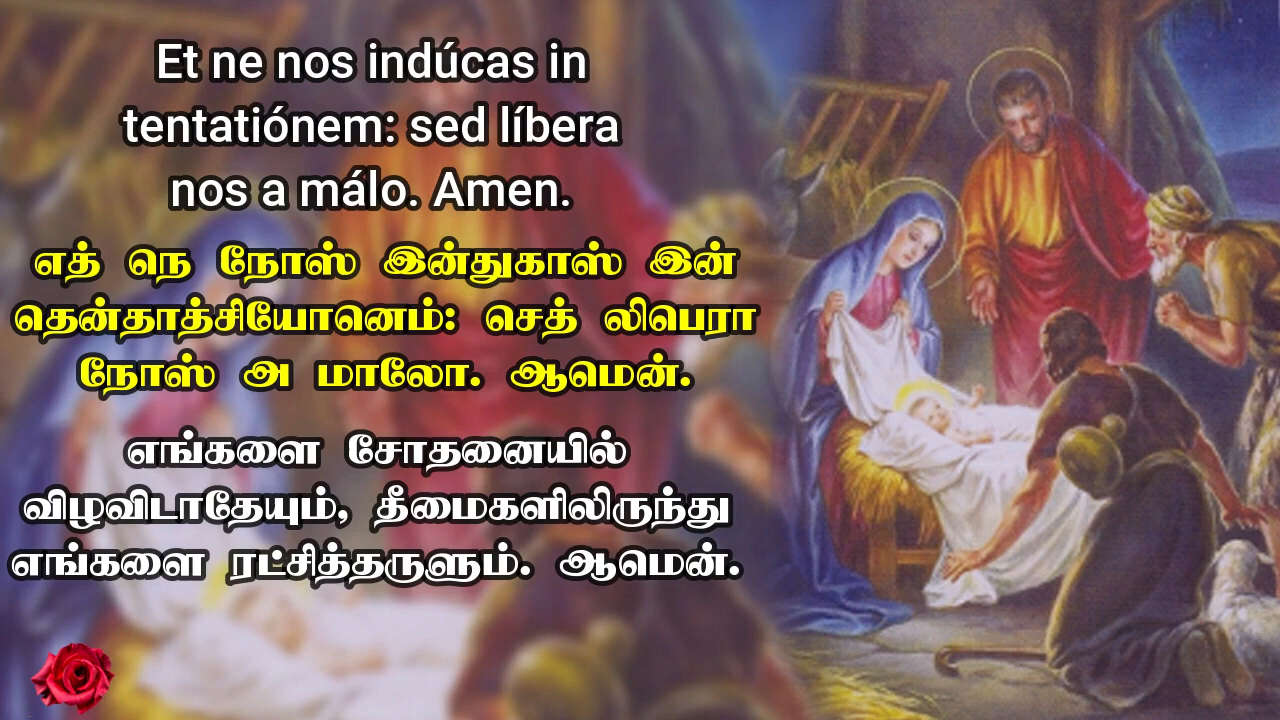 Et ne nos indúcas in
tentatiónem: sed líbera
nos a málo. Amen.
எத் நெ நோஸ் இன்துகாஸ் இன்
தென்தாத்சியோனெம்: செத் லிபெரா
நோஸ் அ மாலோ. ஆமென்.
எங்களை சோதனையில்
விழவிடாதேயும், தீமைகளிலிருந்து
எங்களை ரட்சித்தருளும். ஆமென்.